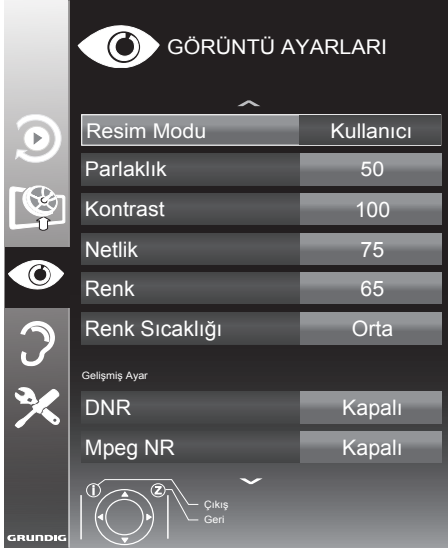 GÖRÜNTÜ AYARLARI
Resim Modu Kullanıcı
Parlaklık 50
Kontrast 100
Netlik 75
Renk 65
Renk Sıcaklığı Orta
Gelişmiş Ayar
DNR Kapalı
Mpeg NR Kapalı
i Z
Çıkış
Geri
GRUNDIG